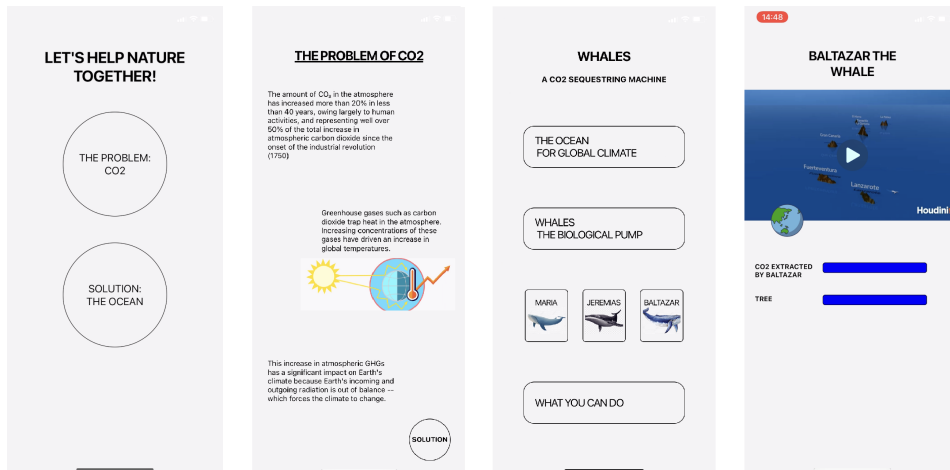 LET'S HELP NATURE
TOGETHER!
THE PROBLEM:
CO2
SOLUTION:
THE OCEAN
THE PROBLEM OF CO2
The amount of CO₂ in the atmosphere
has increased more than 20% in less
than 40 years, owing largely to human
activities, and representing well over
50% of the total increase in
atmospheric carbon dioxide since the
onset of the industrial revolution
(1750)
Greenhouse gases such as carbon
dioxide trap heat in the atmosphere.
Increasing concentrations of these
gases have driven an increase in
global temperatures.
This increase in atmospheric GHGs
has a significant impact on Earth's
climate because Earth's incoming and
outgoing radiation is out of balance --
which forces the climate to change.
SOLUTION
WHALES
A CO2 SEQUESTRING MACHINE
THE OCEAN
FOR GLOBAL CLIMATE
WHALES
THE BIOLOGICAL PUMP
MARIA
JEREMIAS
BALTAZAR
WHAT YOU CAN DO
14:48
BALTAZAR THE
WHALE
Fuerteventura
Lanzarote
Houdini
CO2 EXTRACTED
BY BALTAZAR
TREE